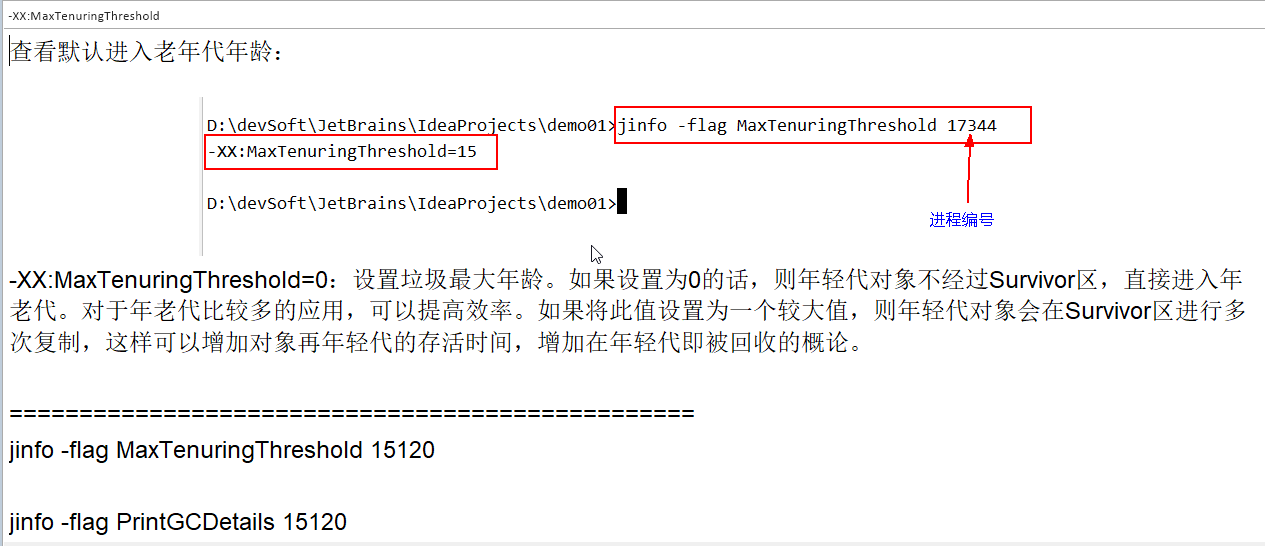 -XX:MaxTenuringThreshold
查看默认进入老年代年龄：
D:\devSoft\JetBrains\IdeaProjects\demo01>jinfo -flag MaxTenuringThreshold 17344
-XX:MaxTenuringThreshold=15
D:\devSoft\JetBrains\IdeaProjects\demo01>
进程编号
-XX:MaxTenuringThreshold=0：设置垃圾最大年龄。如果设置为0的话，则年轻代对象不经过Survivor区，直接进入年
老代。对于年老代比较多的应用，可以提高效率。如果将此值设置为一个较大值，则年轻代对象会在Survivor区进行多
次复制，这样可以增加对象再年轻代的存活时间，增加在年轻代即被回收的概论。
=================================================
jinfo -flag MaxTenuringThreshold 15120
jinfo -flag PrintGCDetails 15120